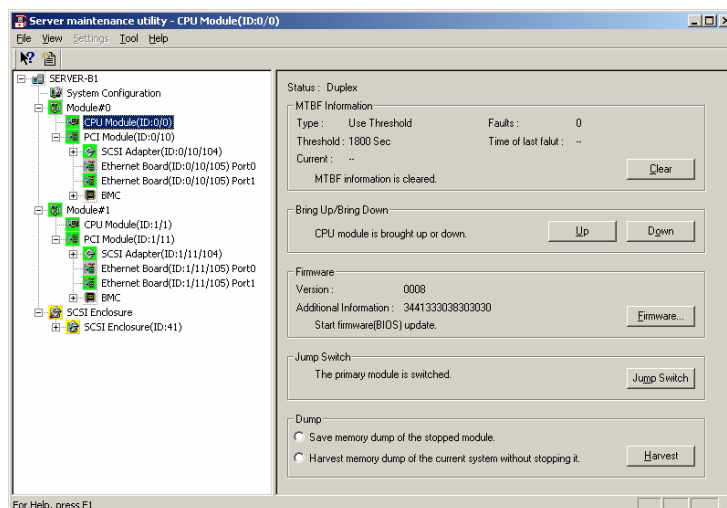 Server maintenance utility - CPU Module(ID:0/0)
File View Settings Tool Help
SERVER-B1
System Configuration
Module#0
CPU Module(ID:0/0)
PCI Module(ID:0/10)
SCSI Adapter(ID:0/10/104)
Ethernet Board(ID:0/10/105) Port0
Ethernet Board(ID:0/10/105) Port1
BMC
Module#1
CPU Module(ID:1/1)
PCI Module(ID:1/11)
SCSI Adapter(ID:1/11/104)
Ethernet Board(ID:1/11/105) Port0
Ethernet Board(ID:1/11/105) Port1
BMC
SCSI Enclosure
SCSI Enclosure(ID:41)
Status : Duplex
MTBF Information
Type : Use Threshold Faults : 0
Threshold : 1800 Sec Time of last falut : --
Current : --
MTBF information is cleared. Clear
Bring Up/Bring Down
CPU module is brought up or down. Up Down
Firmware
Version : 0008
Additional Information : 3441333038303030
Start firmware(BIOS) update. Firmware...
Jump Switch
The primary module is switched. Jump Switch
Dump
Save memory dump of the stopped module.
Harvest memory dump of the current system without stopping it. Harvest
For Help, press F1